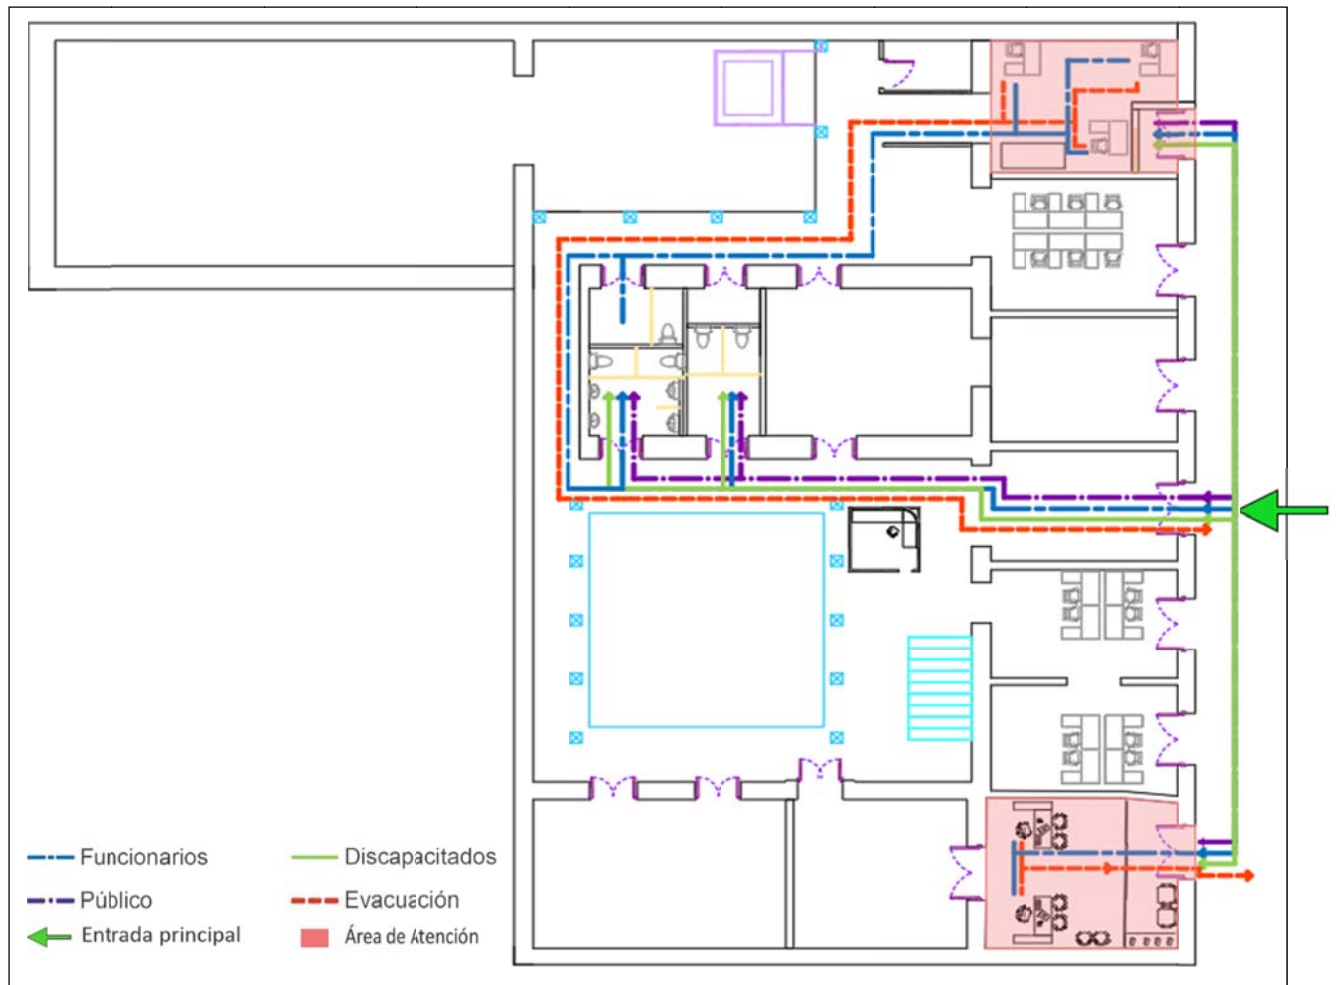 Funcionarios
Discapacitados
Público
Evacuación
Entrada principal
Área de Atención